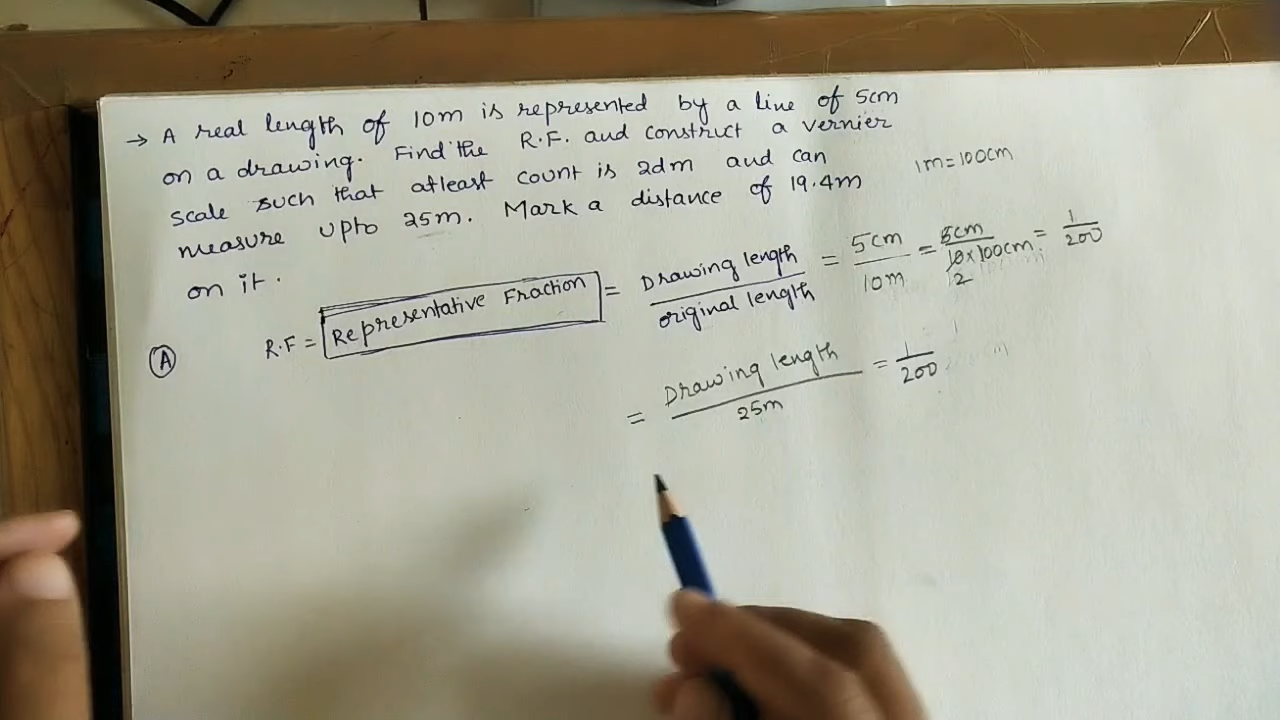 → A real length of 10m is represented by a line of 5cm
on a drawing. Find the R.F. and construct a vernier
scale such that atleast count is 2dm and can
measure upto 25m. Mark a distance of 19.4m
on it.
1m=100cm
(A) R.F = Representative Fraction = Drawing length / original length = 5cm / 10m = 5cm / 10×100cm = 1 / 200
2
= Drawing length / 25m = 1 / 200